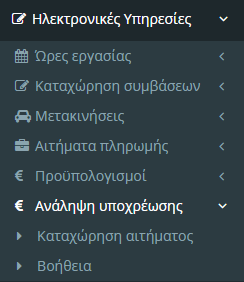 Ηλεκτρονικές Υπηρεσίες
Ώρες εργασίας
Καταχώρηση συμβάσεων
Μετακινήσεις
Αιτήματα πληρωμής
€ Προϋπολογισμοί
€ Ανάληψη υποχρέωσης
Καταχώρηση αιτήματος
Βοήθεια